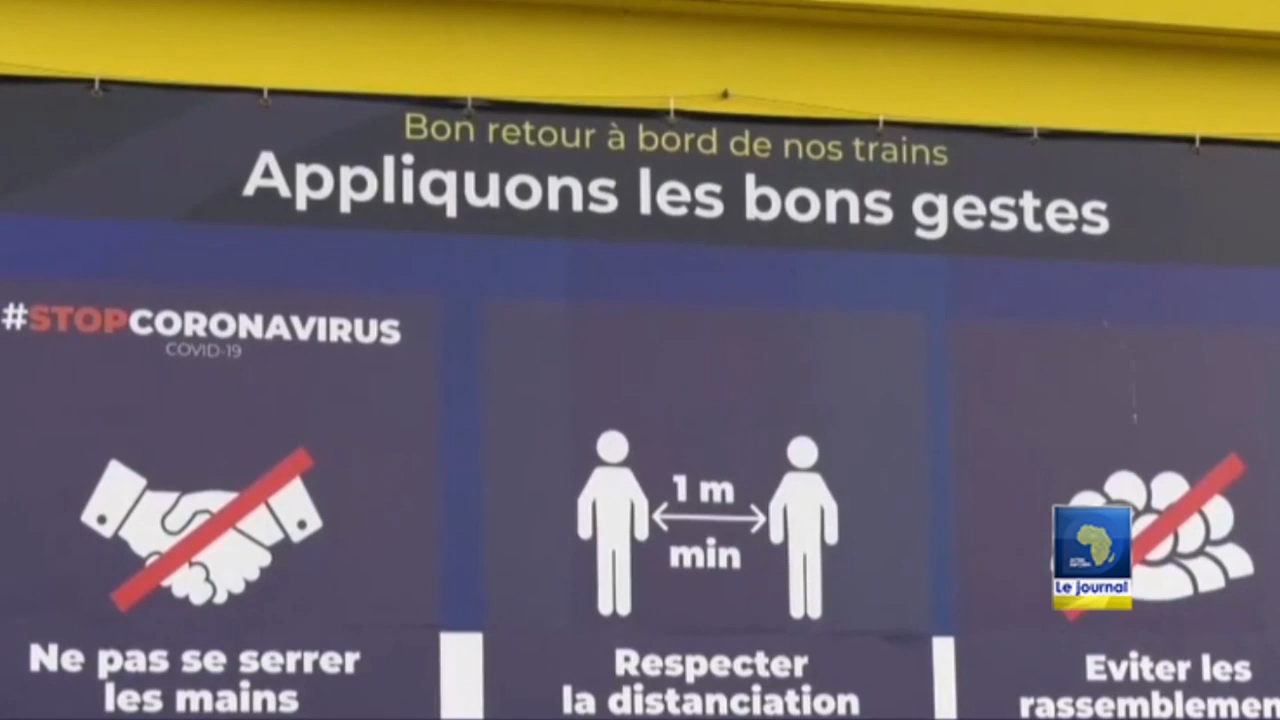 Bon retour à bord de nos trains
Appliquons les bons gestes
#STOPCORONAVIRUS
COVID-19
1 m
min
Ne pas se serrer
les mains
Respecter
la distanciation
Eviter les
rassemblemen
Le journal